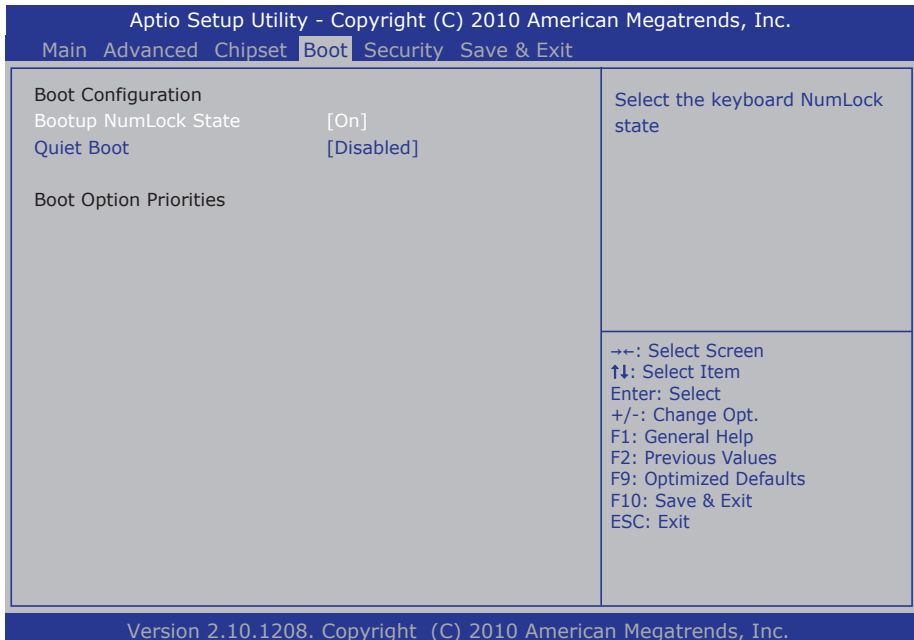 Aptio Setup Utility - Copyright (C) 2010 American Megatrends, Inc.
Main Advanced Chipset Boot Security Save & Exit
Boot Configuration
Bootup NumLock State [On]
Quiet Boot [Disabled]
Boot Option Priorities
Select the keyboard NumLock
state
→←: Select Screen
↑↓: Select Item
Enter: Select
+/-: Change Opt.
F1: General Help
F2: Previous Values
F9: Optimized Defaults
F10: Save & Exit
ESC: Exit
Version 2.10.1208. Copyright (C) 2010 American Megatrends, Inc.